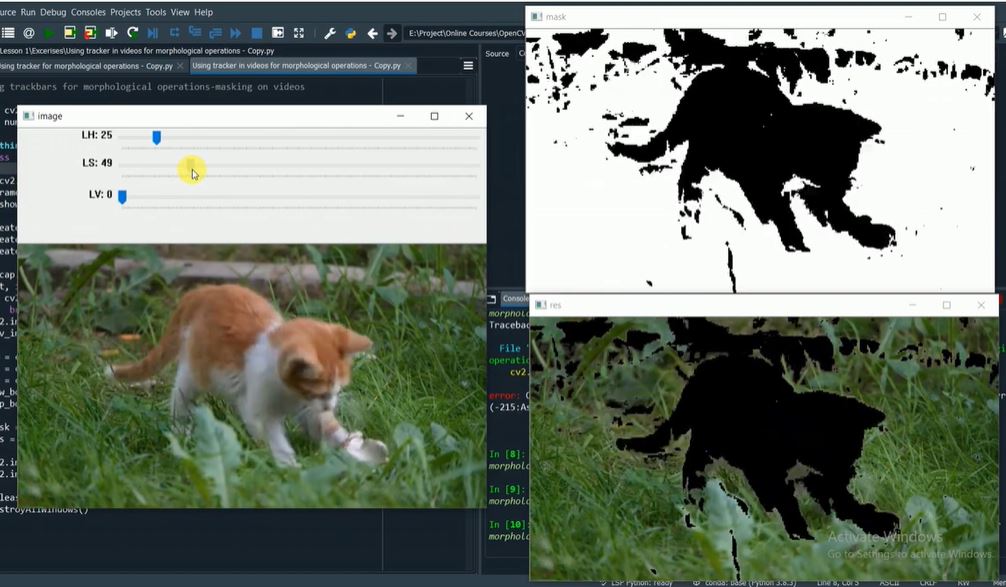 urce Run Debug Consoles Projects Tools View Help
E:\Project\Online Courses\OpenCV
Lesson 1\Excerises\Using tracker in videos for morphological operations - Copy.py
sing tracker for morphological operations - Copy.py
Using tracker in videos for morphological operations - Copy.py
g trackbars for morphological operations-masking on videos
image
LH: 25
LS: 49
LV: 0
mask
Source
res
Console
morpholo
Traceba
File
operatio
cv2.
error:
(-215:As
In [8]:
morpholo
In [9]:
morpholo
In [10]:
morpholo
stroyAllWindows()
Activate Windows
Go to Settings to activate Windows.
LSP Python: ready
conda: base (Python 3.8.3)
Line 8, Col 5
ASCII
CRLF
RW